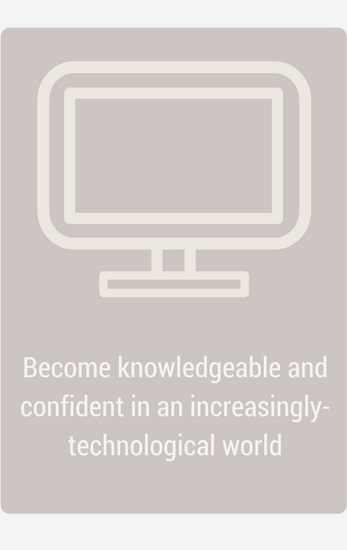 Become knowledgeable and
confident in an increasingly-
technological world